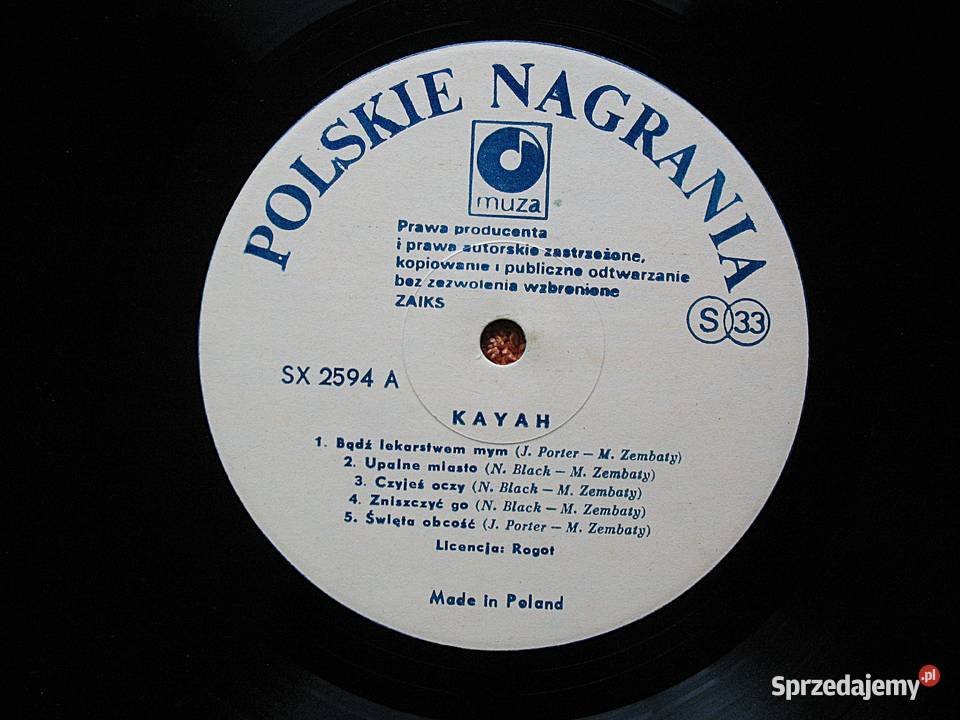 POLSKIE NAGRANIA
muza
Prawa producenta
i prawa autorskie zastrzeżone,
kopiowanie i publiczne odtwarzanie
bez zezwolenia wzbronione
ZAIKS
S 33
SX 2594 A
KAYAH
1. Bądź lekarstwem mym (J. Porter — M. Zembaty)
2. Upalne miasto (N. Black — M. Zembaty)
3. Czyjeś oczy (N. Black — M. Zembaty)
4. Zniszczyć go (N. Black — M. Zembaty)
5. Święta obcość (J. Porter — M. Zembaty)
Licencja: Rogot
Made in Poland
Sprzedajemy.pl